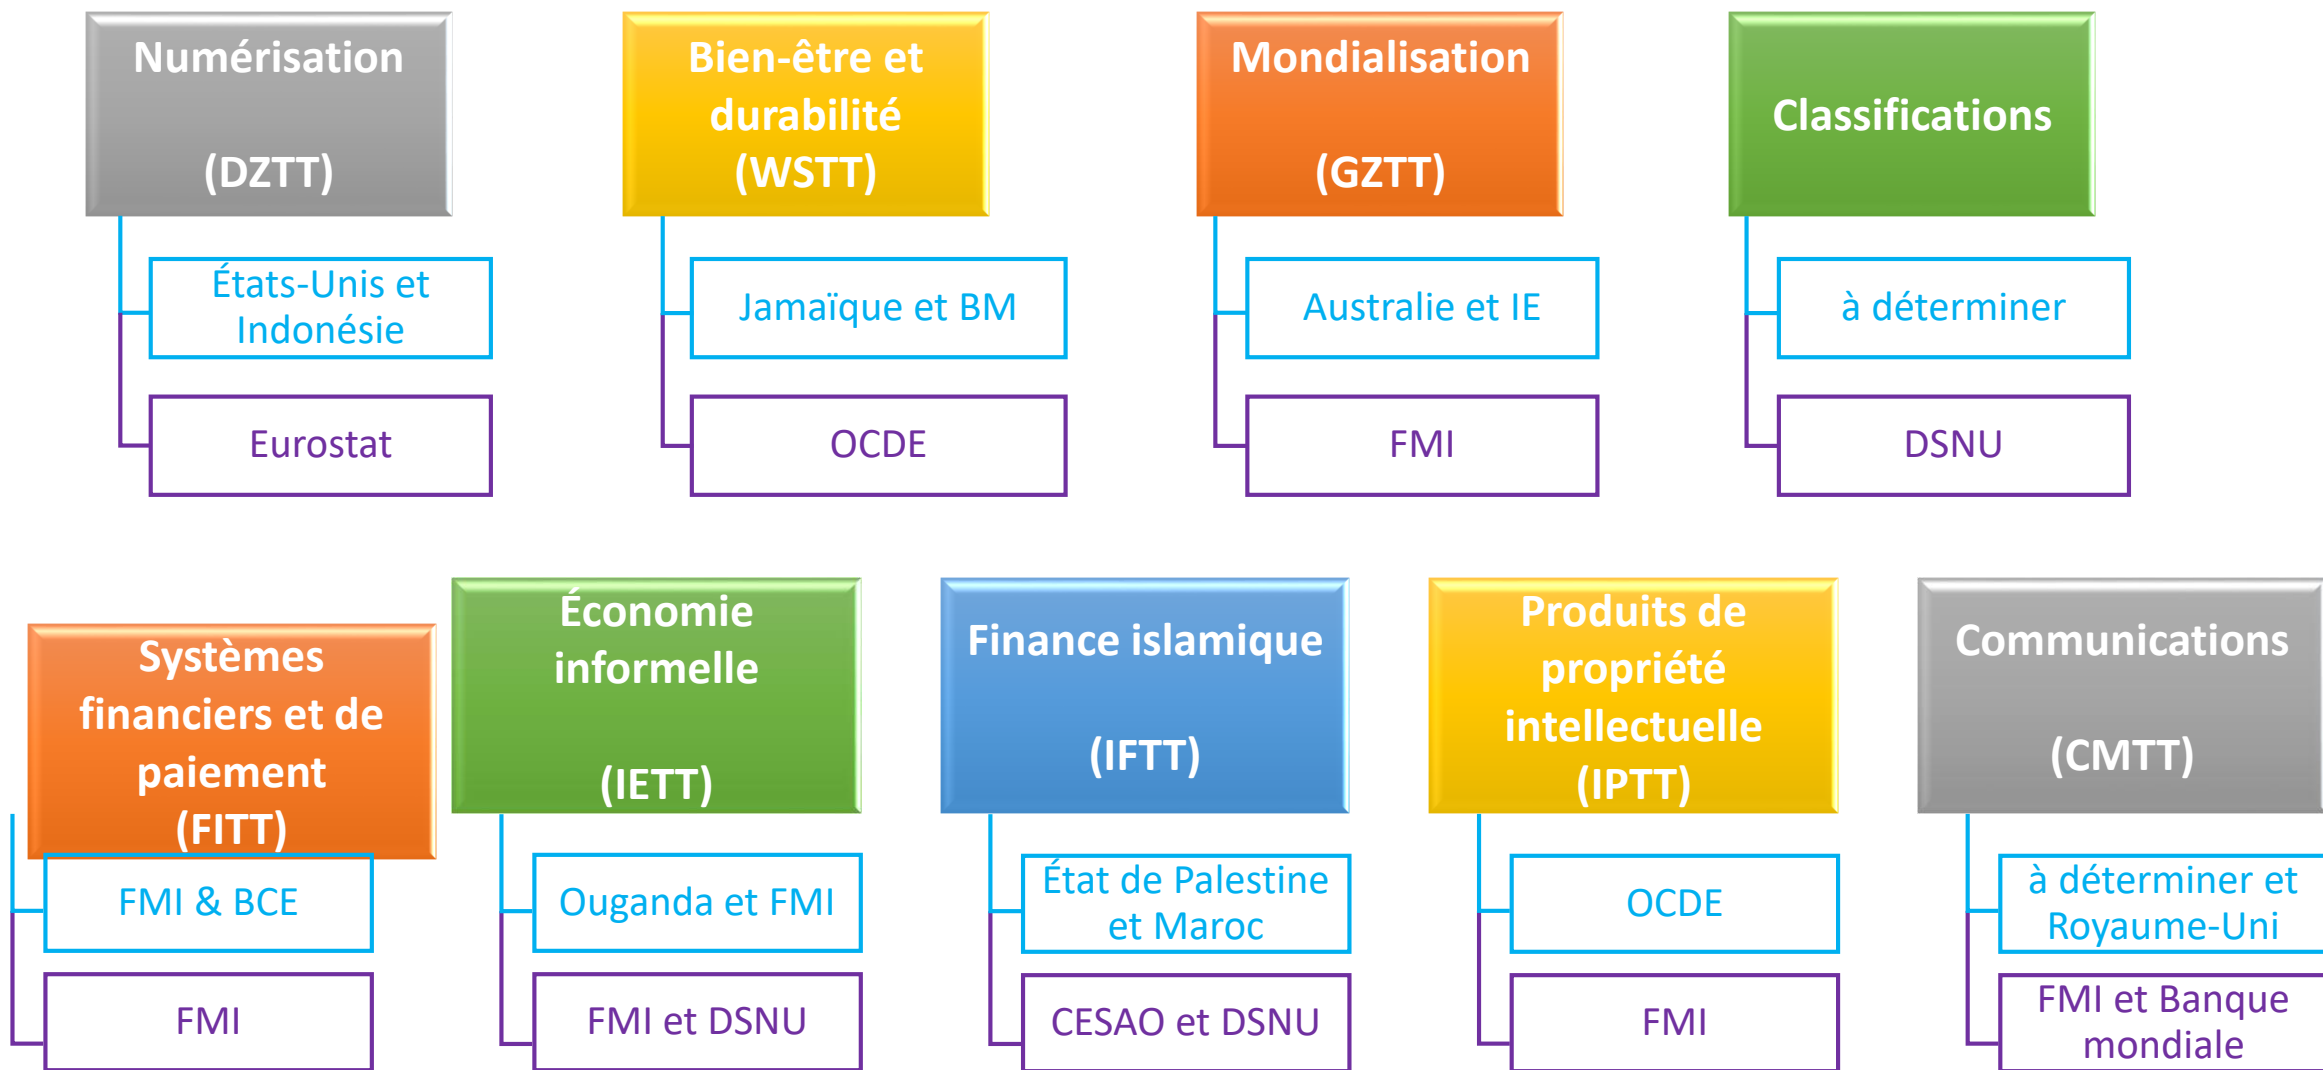 Numérisation
(DZTT)
États-Unis et
Indonésie
Eurostat
Bien-être et
durabilité
(WSTT)
Jamaïque et BM
OCDE
Mondialisation
(GZTT)
Australie et IE
FMI
Classifications
à déterminer
DSNU
Systèmes
financiers et de
paiement
(FITT)
FMI & BCE
FMI
Économie
informelle
(IETT)
Ouganda et FMI
FMI et DSNU
Finance islamique
(IFTT)
État de Palestine
et Maroc
CESAO et DSNU
Produits de
propriété
intellectuelle
(IPTT)
OCDE
FMI
Communications
(CMTT)
à déterminer et
Royaume-Uni
FMI et Banque
mondiale